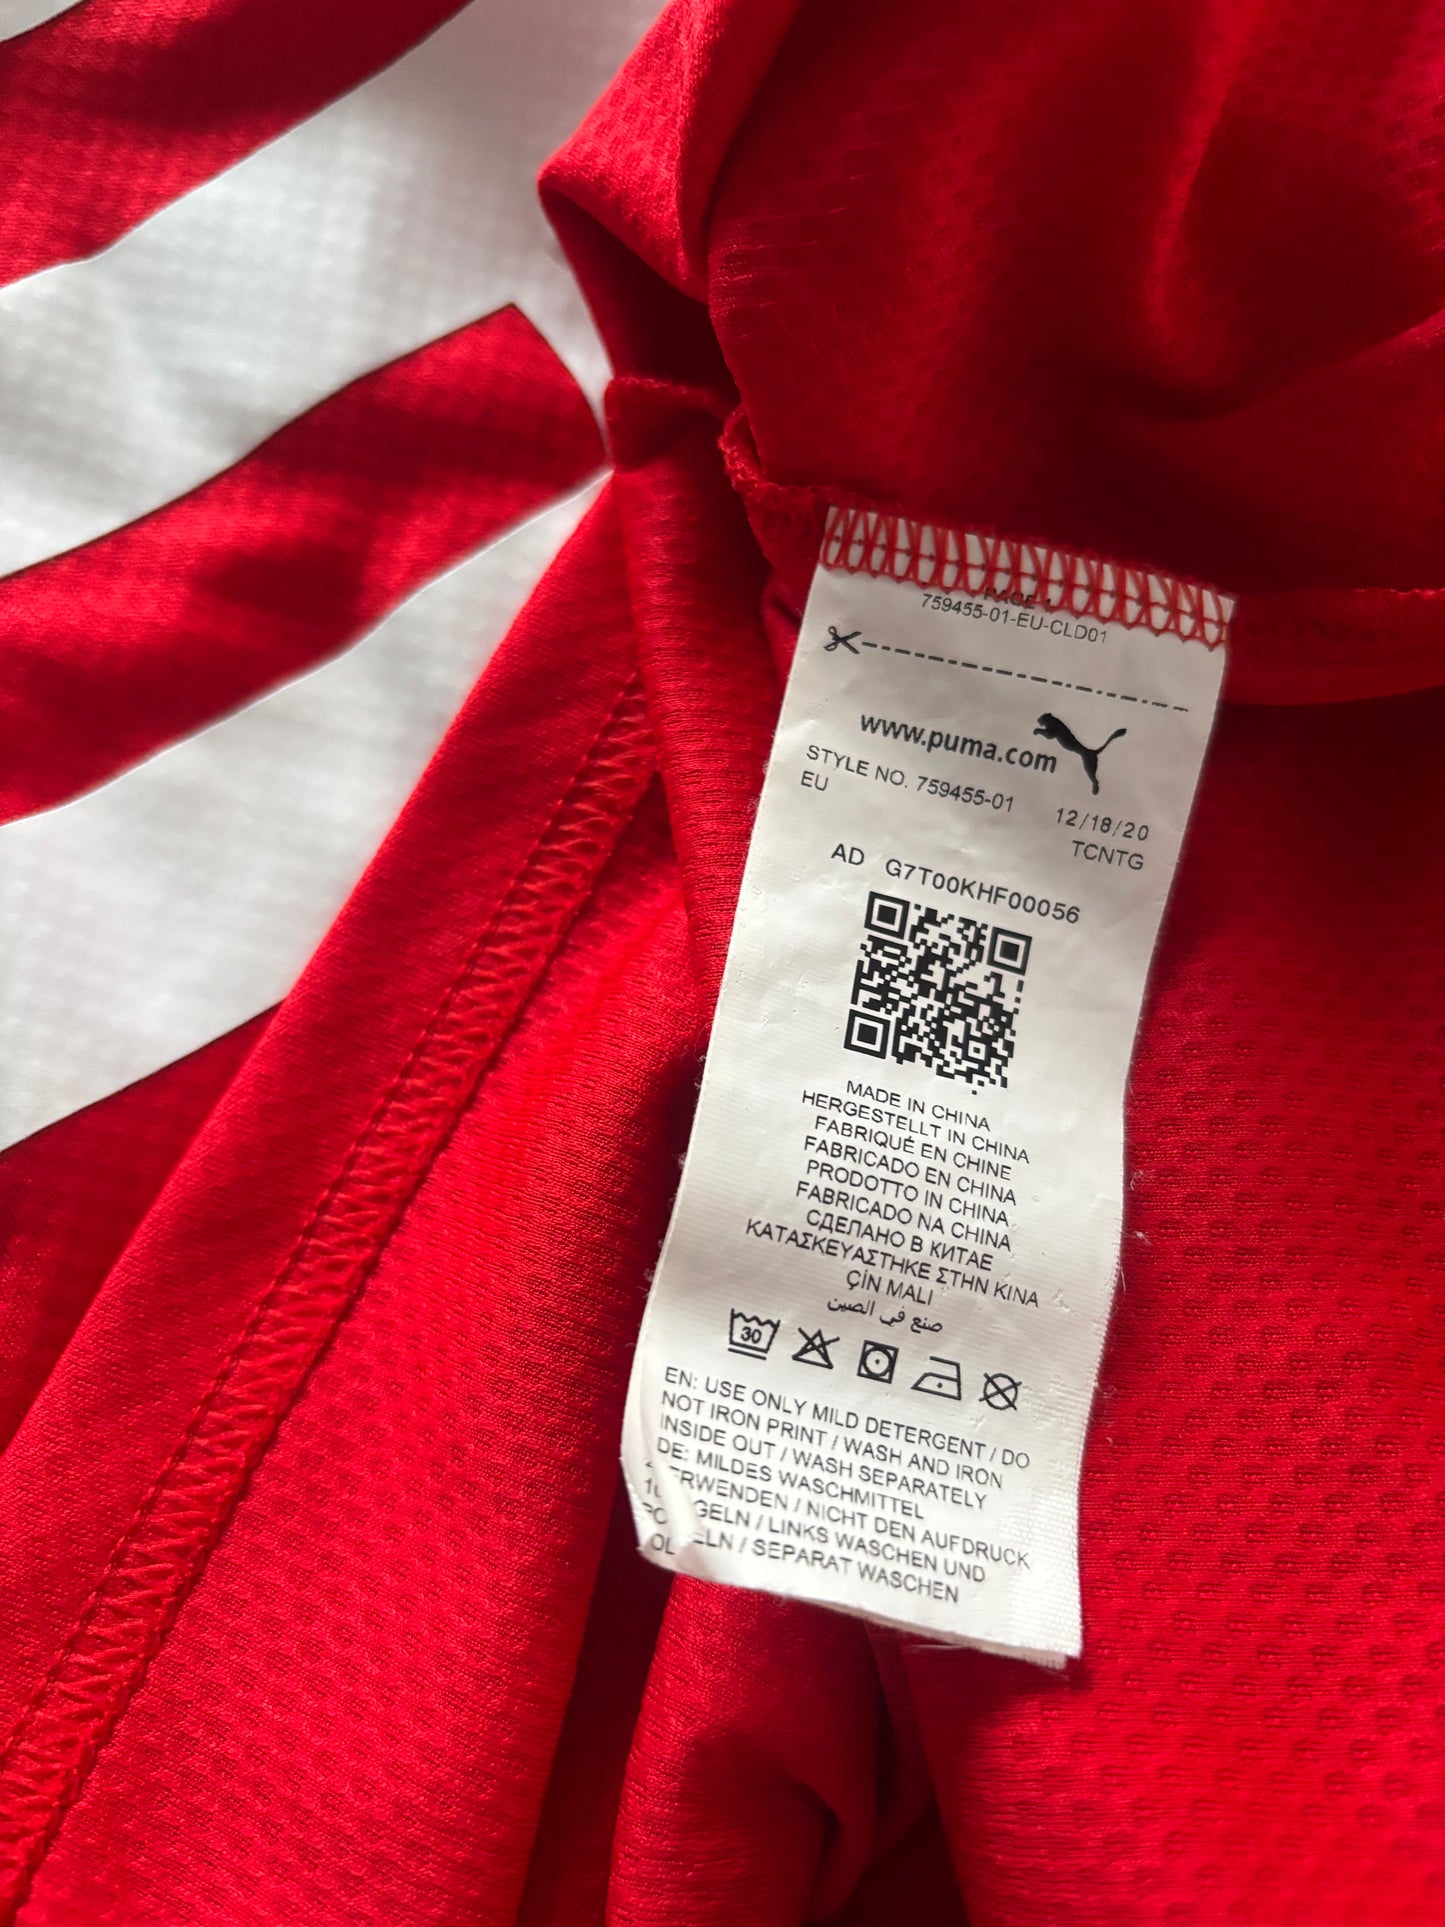 759455-01-EU-CLD01
www.puma.com
STYLE NO. 759455-01
EU
12/18/20
TCNTG
AD G7T00KHF00056
MADE IN CHINA
HERGESTELLT IN CHINA
FABRIQUÉ EN CHINE
FABRICADO EN CHINA
PRODOTTO IN CHINA
FABRICADO NA CHINA
СДЕЛАНО В КИТАЕ
ΚΑΤΑΣΚΕΥΑΣΤΗΚΕ ΣΤΗΝ ΚΙΝΑ
ÇİN MALI
صنع في الصين
30
EN: USE ONLY MILD DETERGENT / DO
NOT IRON PRINT / WASH AND IRON
INSIDE OUT / WASH SEPARATELY
DE: MILDES WASCHMITTEL
ERWENDEN / NICHT DEN AUFDRUCK
GELN / LINKS WASCHEN UND
ELN / SEPARAT WASCHEN